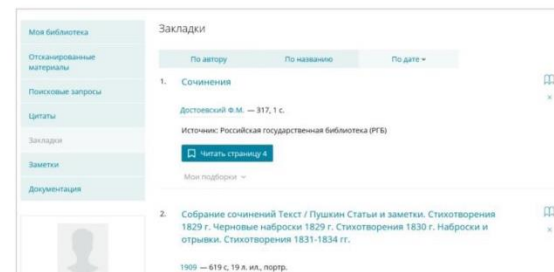 Моя библиотека
Отсканированные
материалы
Поисковые запросы
Цитаты
Закладки
Заметки
Документация
Закладки
По автору По названию По дате
1. Сочинения
Достоевский Ф.М. — 317, 1 с.
Источник: Российская государственная библиотека (РГБ)
Читать страницу 4
Мои подборки
2. Собрание сочинений Текст / Пушкин Статьи и заметки. Стихотворения
1829 г. Черновые наброски 1829 г. Стихотворения 1830 г. Наброски и
отрывки. Стихотворения 1831-1834 гг.
1909 — 619 с, 19 л. ил., портр.